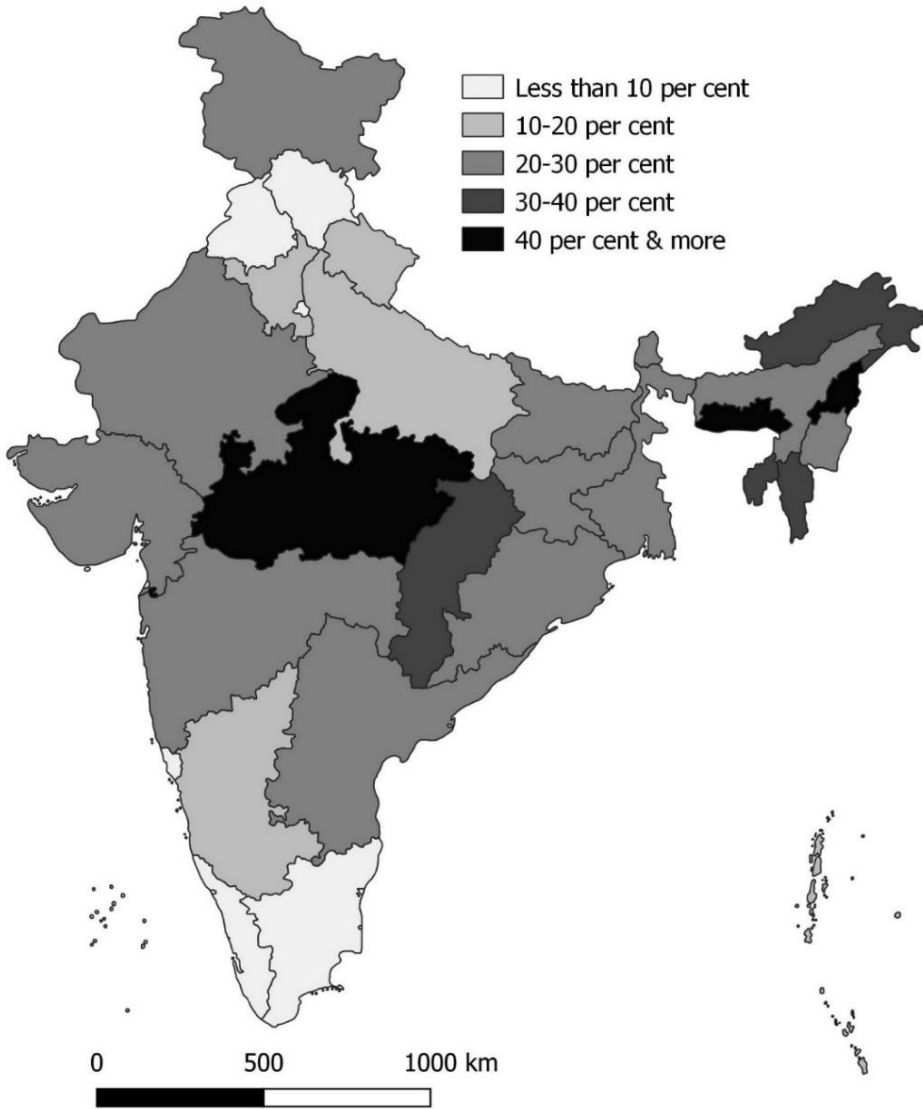 Less than 10 per cent
10-20 per cent
20-30 per cent
30-40 per cent
40 per cent & more
0 500 1000 km